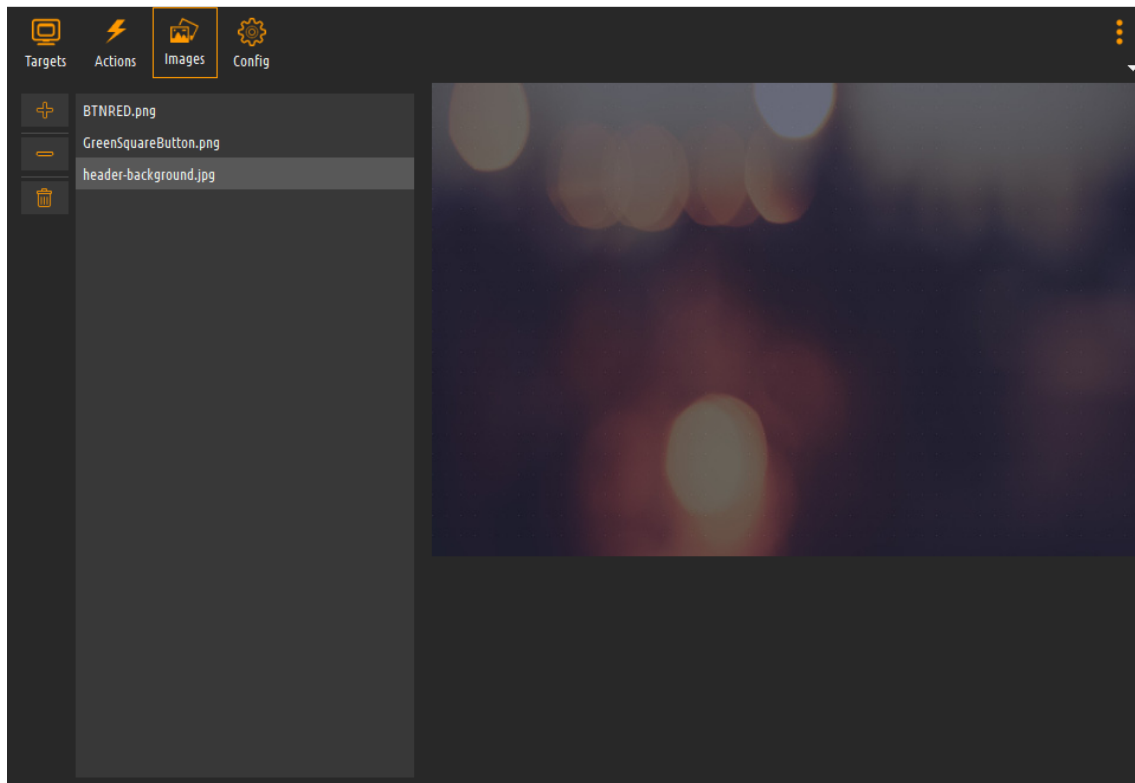 Targets Actions Images Config
BTNRED.png
GreenSquareButton.png
header-background.jpg